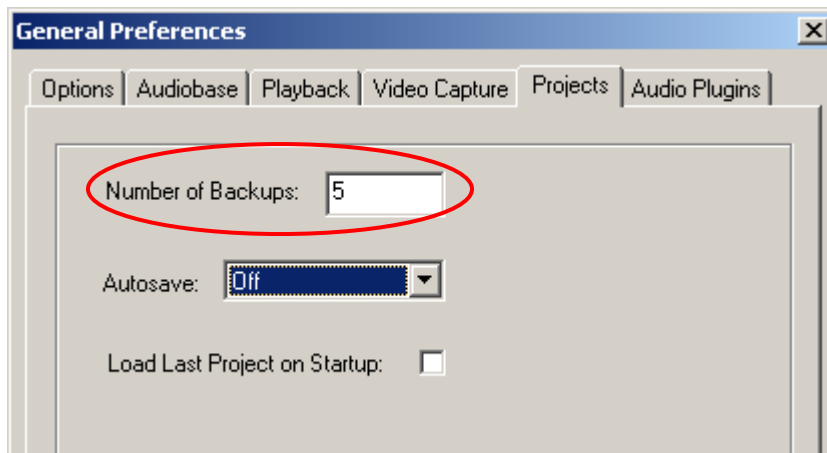 General Preferences
Options Audiobase Playback Video Capture Projects Audio Plugins
Number of Backups: 5
Autosave: Off
Load Last Project on Startup: